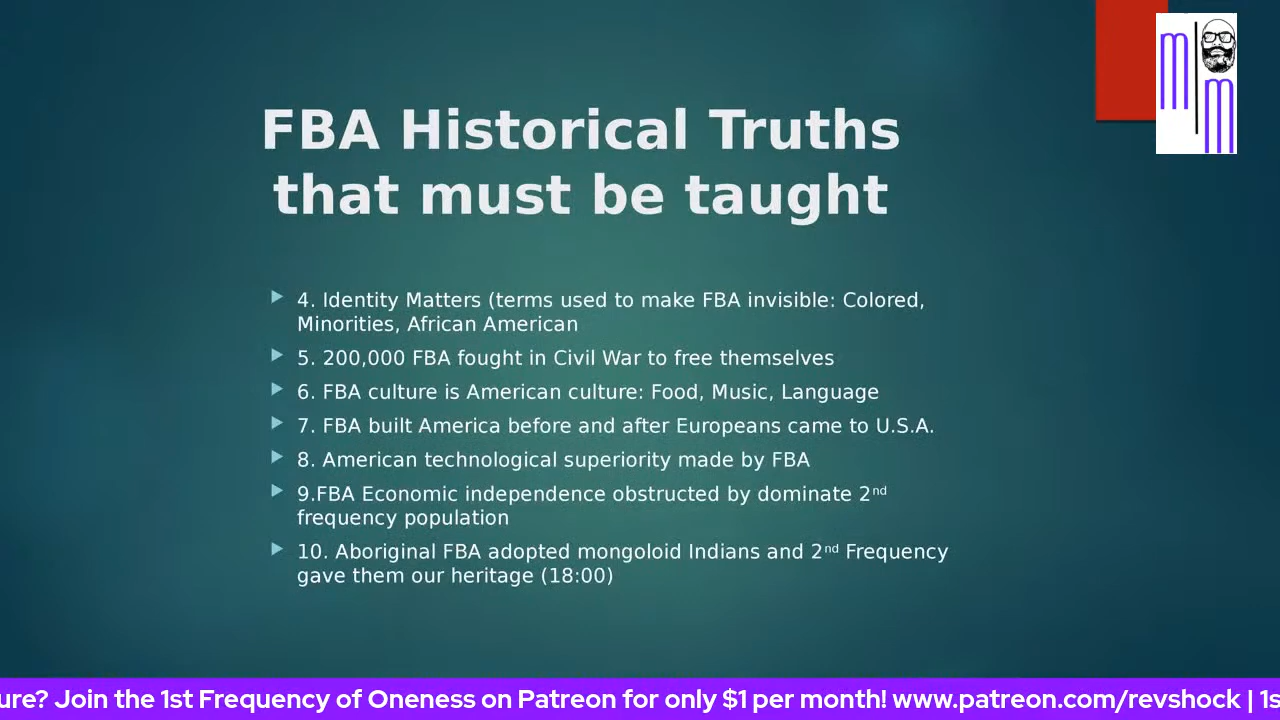 FBA Historical Truths
that must be taught
4. Identity Matters (terms used to make FBA invisible: Colored,
Minorities, African American
5. 200,000 FBA fought in Civil War to free themselves
6. FBA culture is American culture: Food, Music, Language
7. FBA built America before and after Europeans came to U.S.A.
8. American technological superiority made by FBA
9.FBA Economic independence obstructed by dominate 2nd
frequency population
10. Aboriginal FBA adopted mongoloid Indians and 2nd Frequency
gave them our heritage (18:00)
m
m
ure? Join the 1st Frequency of Oneness on Patreon for only $1 per month! www.patreon.com/revshock | 1s